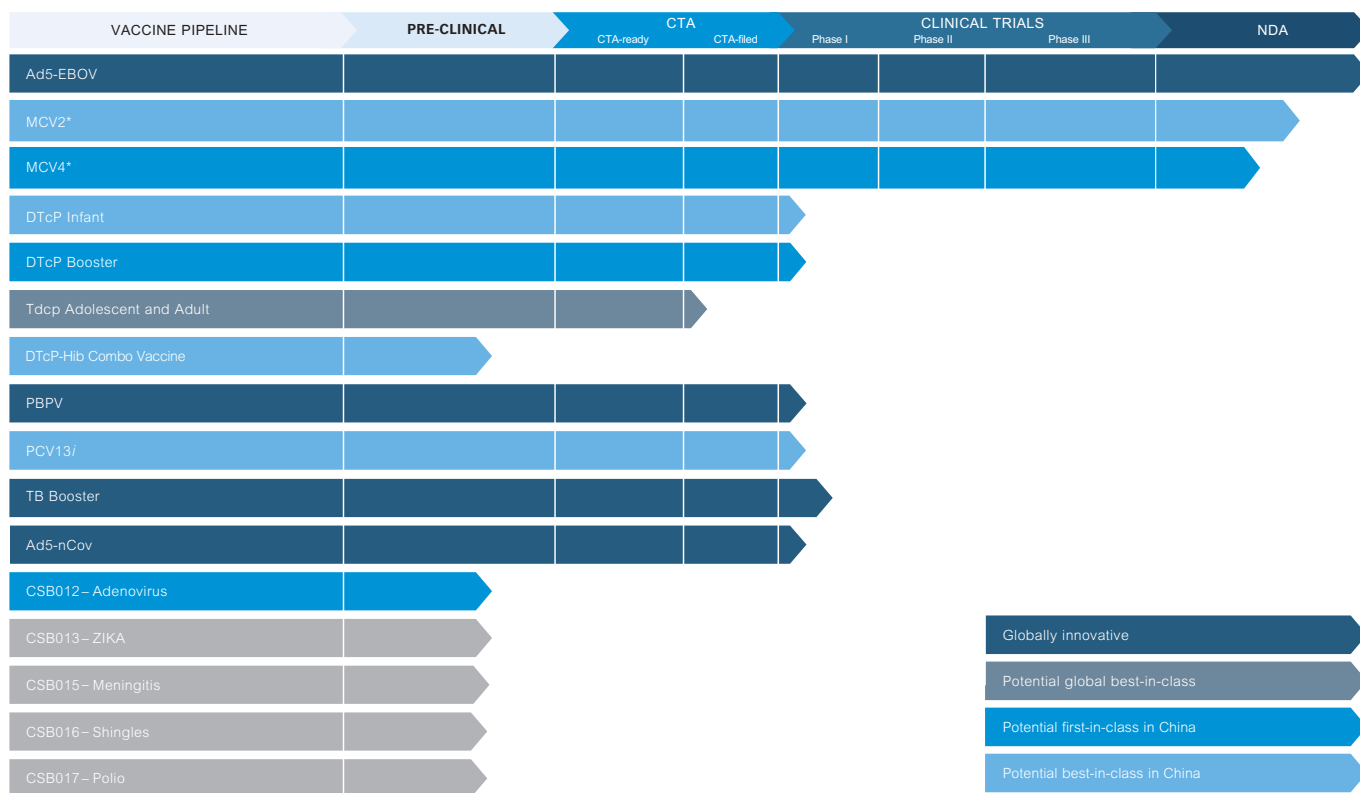 VACCINE PIPELINE
PRE-CLINICAL
CTA
CTA-ready CTA-filed
CLINICAL TRIALS
Phase I Phase II Phase III
NDA
Ad5-EBOV
MCV2*
MCV4*
DTcP Infant
DTcP Booster
Tdcp Adolescent and Adult
DTcP-Hib Combo Vaccine
PBPV
PCV13i
TB Booster
Ad5-nCov
CSB012 – Adenovirus
CSB013 – ZIKA
CSB015 – Meningitis
CSB016 – Shingles
CSB017 – Polio
Globally innovative
Potential global best-in-class
Potential first-in-class in China
Potential best-in-class in China